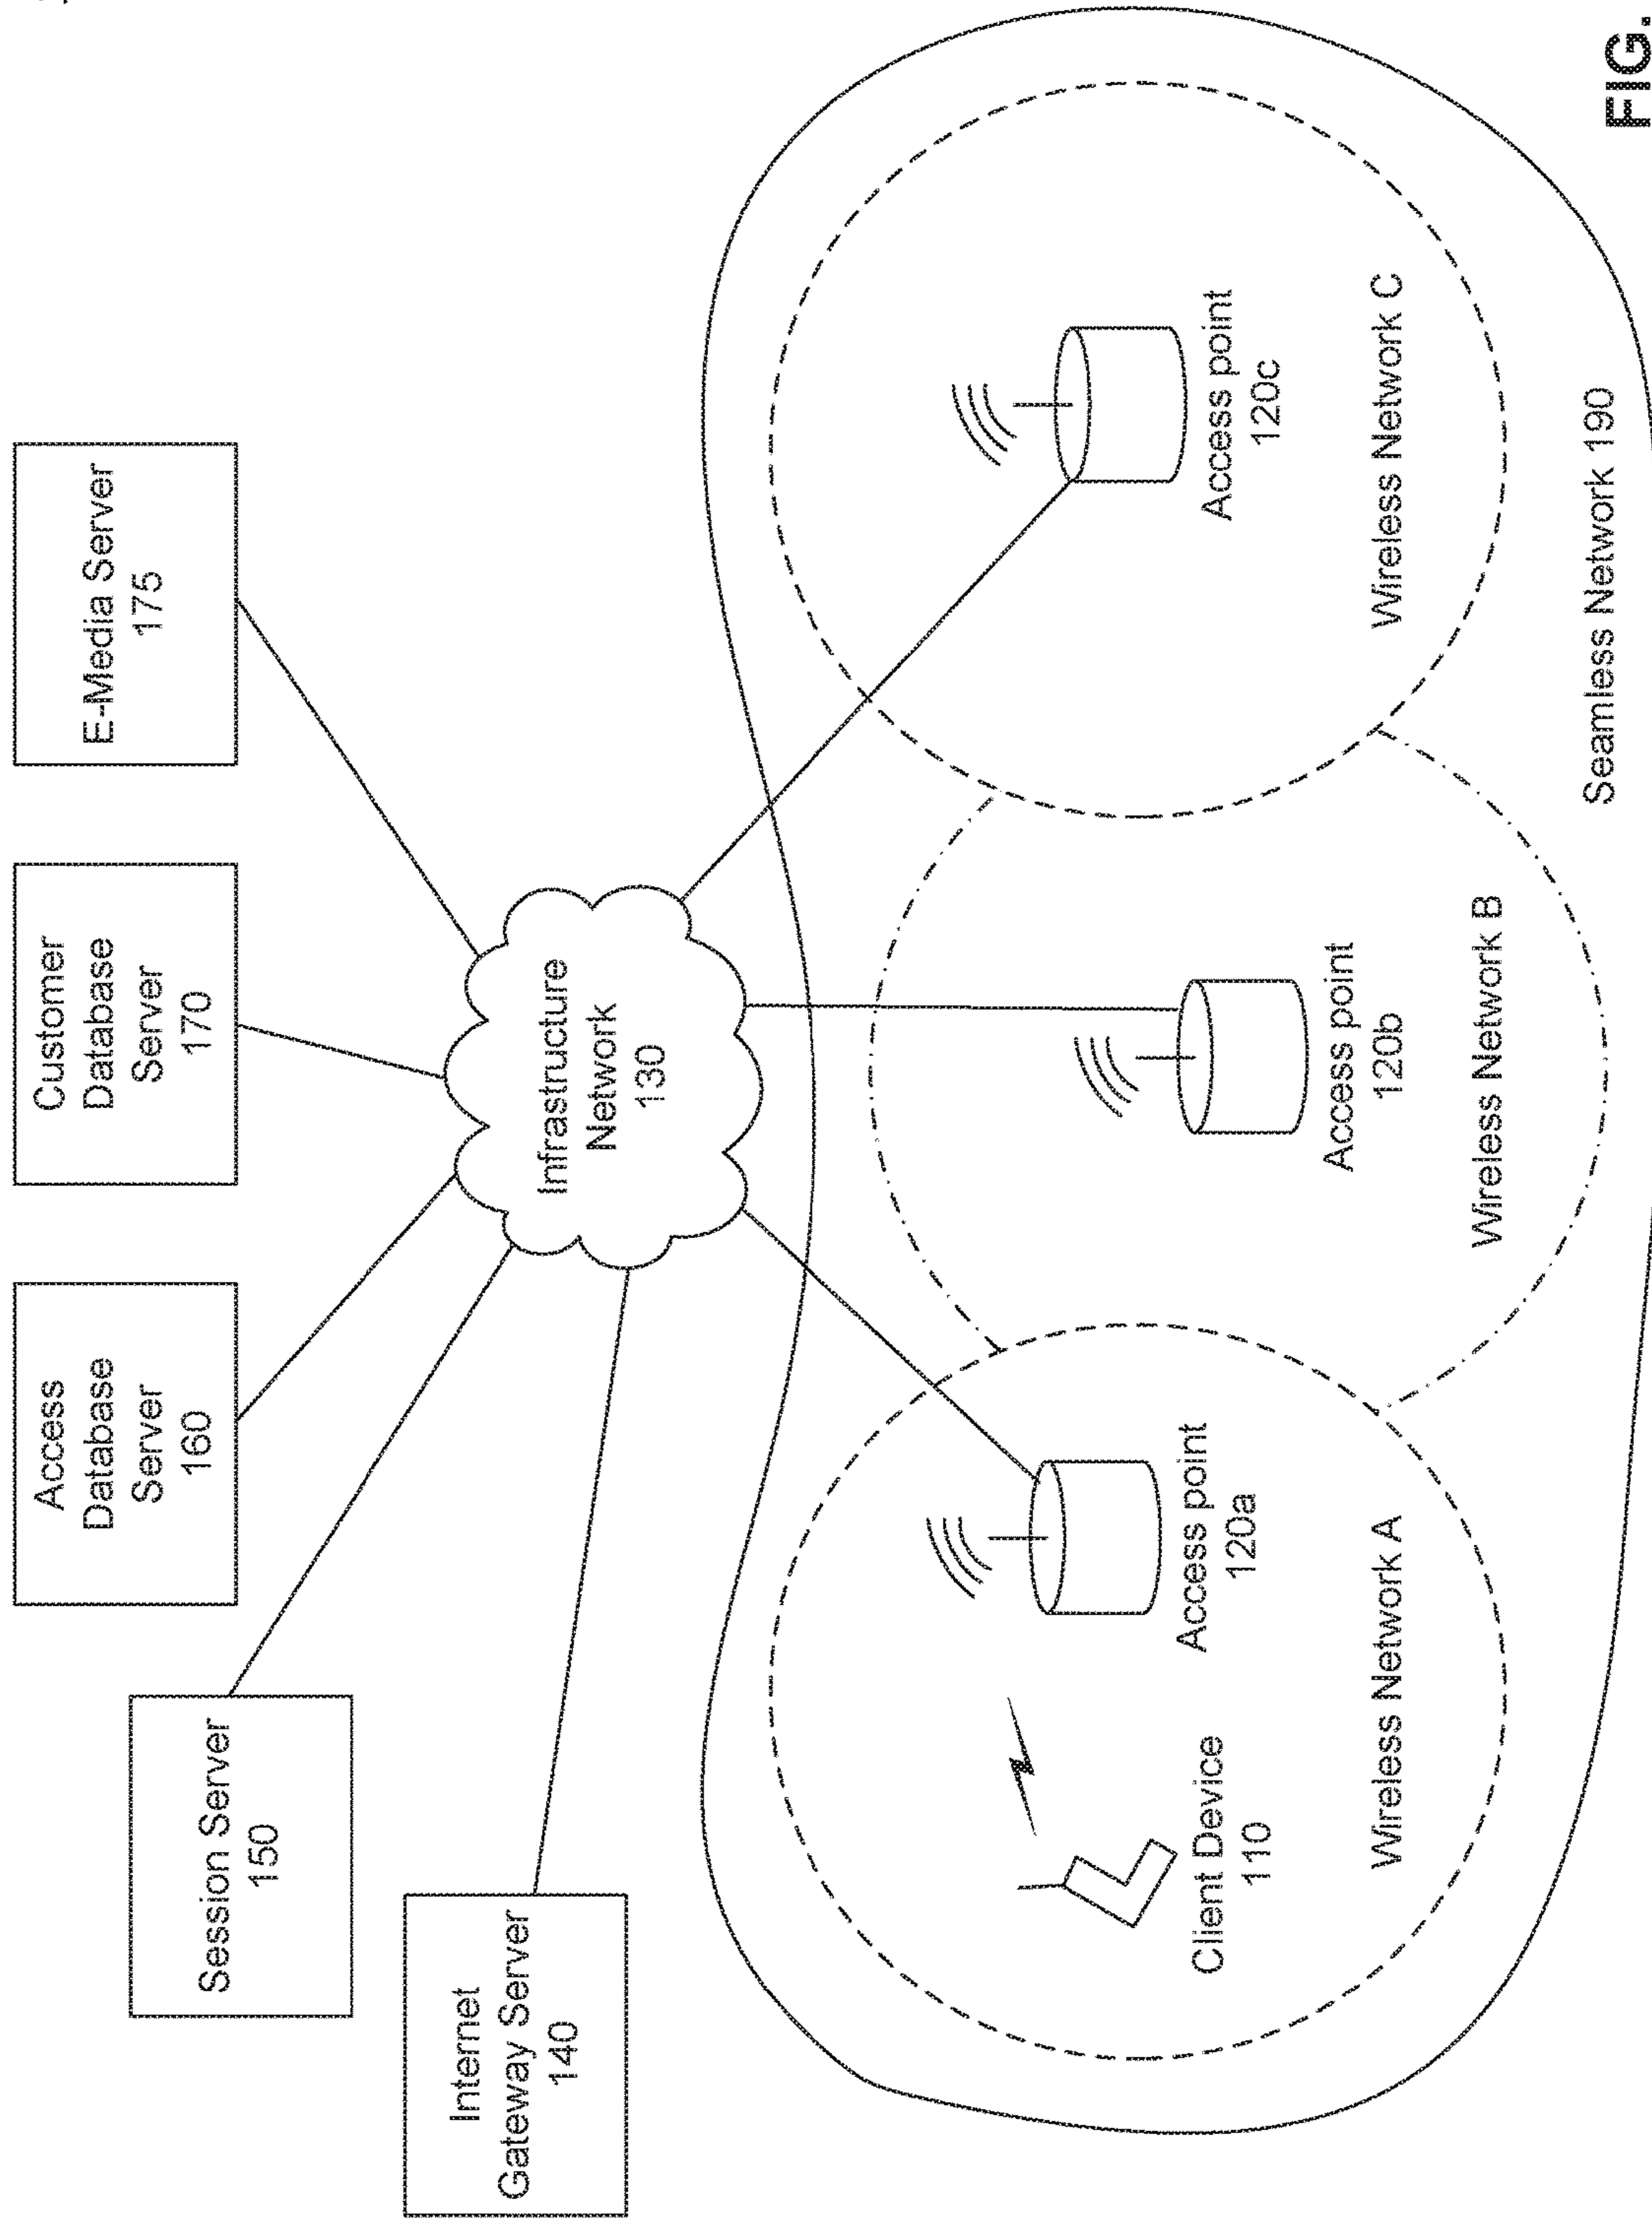 Internet
Gateway Server
140
Session Server
150
Access
Database
Server
160
Customer
Database
Server
170
E-Media Server
175
Infrastructure
Network
130
Client Device
110
Access point
120a
Wireless Network A
Access point
120b
Wireless Network B
Access point
120c
Wireless Network C
Seamless Network 190
FIG.